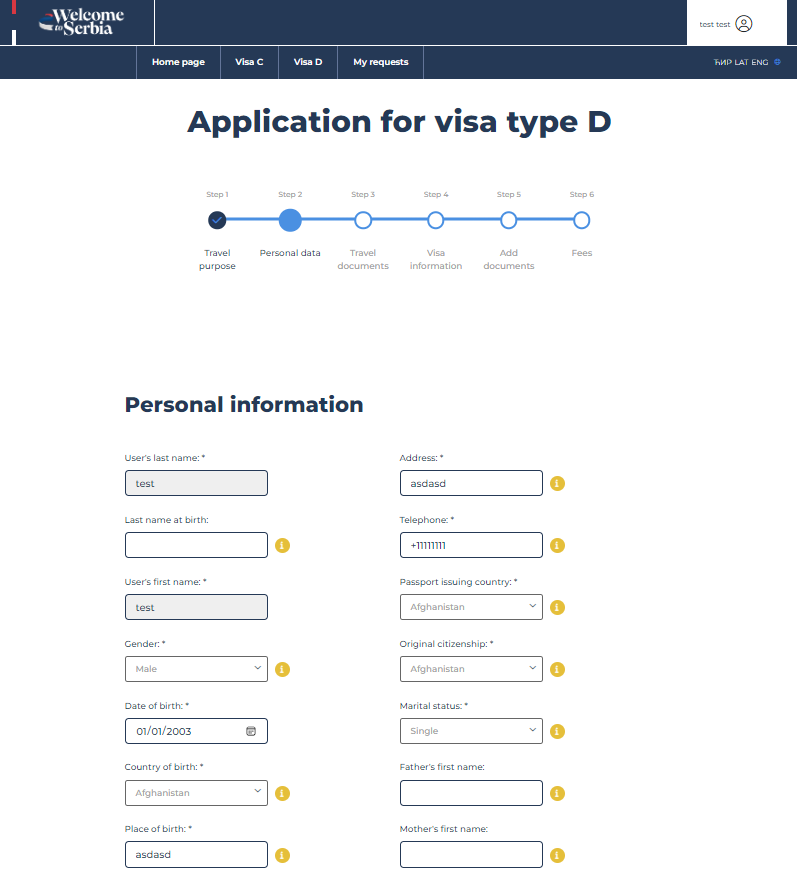 Welcome
to Serbia
test test
Home page
Visa C
Visa D
My requests
ЋИР LAT ENG
Application for visa type D
Step 1
Step 2
Step 3
Step 4
Step 5
Step 6
Travel
purpose
Personal data
Travel
documents
Visa
information
Add
documents
Fees
Personal information
User's last name: *
test
Last name at birth:
User's first name: *
test
Gender: *
Male
Date of birth: *
01/01/2003
Country of birth: *
Afghanistan
Place of birth: *
asdasd
Address: *
asdasd
Telephone: *
+11111111
Passport issuing country: *
Afghanistan
Original citizenship: *
Afghanistan
Marital status: *
Single
Father's first name:
Mother's first name: